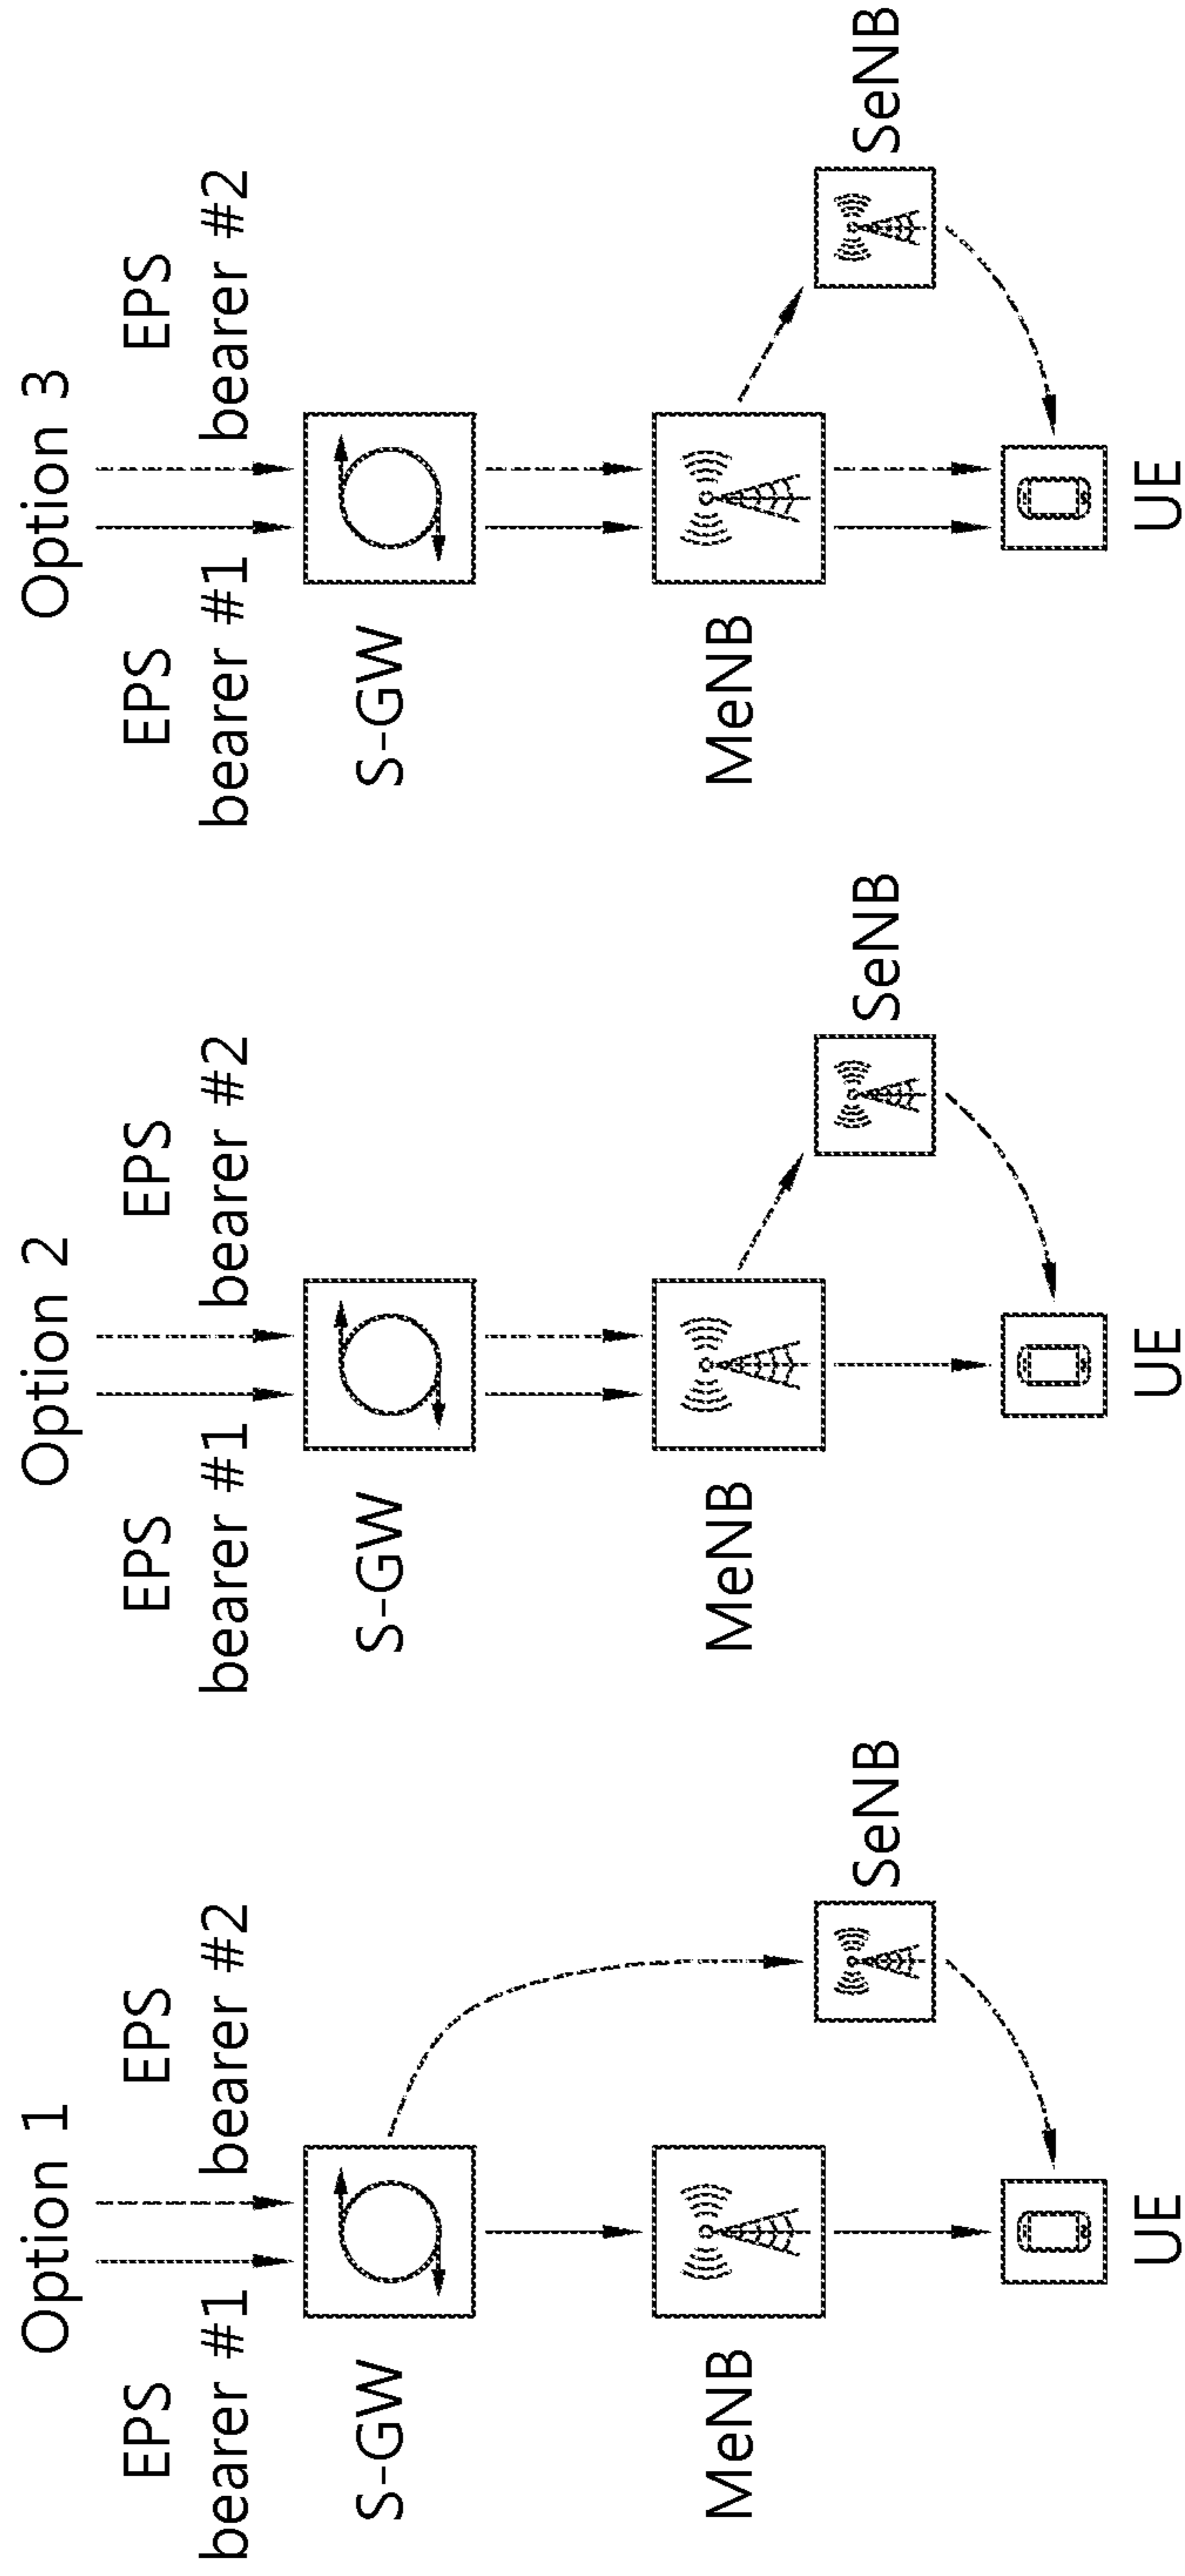 Option 1
EPS
bearer #1
EPS
bearer #2
S-GW
MeNB
SeNB
UE
Option 2
EPS
bearer #1
EPS
bearer #2
S-GW
MeNB
SeNB
UE
Option 3
EPS
bearer #1
EPS
bearer #2
S-GW
MeNB
SeNB
UE